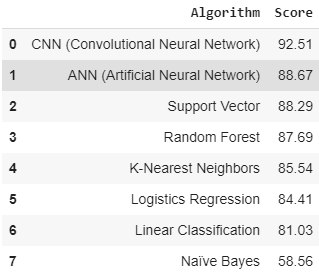 Algorithm Score
0 CNN (Convolutional Neural Network) 92.51
1 ANN (Artificial Neural Network) 88.67
2 Support Vector 88.29
3 Random Forest 87.69
4 K-Nearest Neighbors 85.54
5 Logistics Regression 84.41
6 Linear Classification 81.03
7 Naïve Bayes 58.56